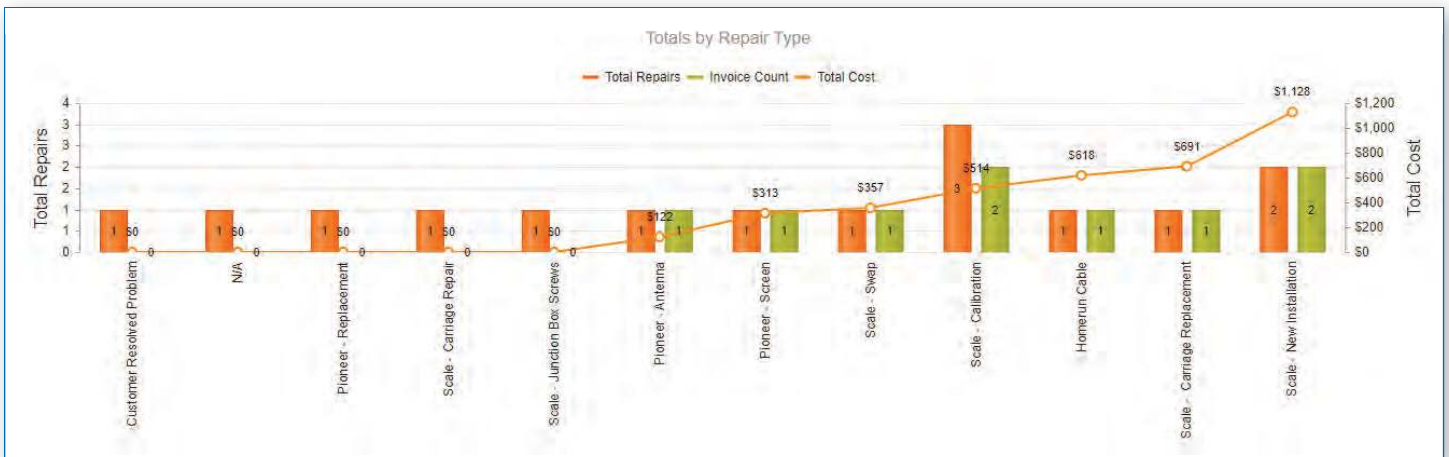 Totals by Repair Type
Total Repairs Invoice Count Total Cost
Total Repairs
4
3
3
2
2
1
1
0
0
1 $0 0
1 $0 0
1 $0 0
1 $0 0
1 $0 0
1 $122 1
1 $313 1
1 $357 1
3 $514 2
1 $618 1
1 $691 1
2 $1,128 2
$1,200
$1,000
$800
$600
$400
$200
$0
Total Cost
Customer Resolved Problem
N/A
Pioneer - Replacement
Scale - Carriage Repair
Scale - Junction Box Screws
Pioneer - Antenna
Pioneer - Screen
Scale - Swap
Scale - Calibration
Homerun Cable
Scale - Carriage Replacement
Scale - New Installation